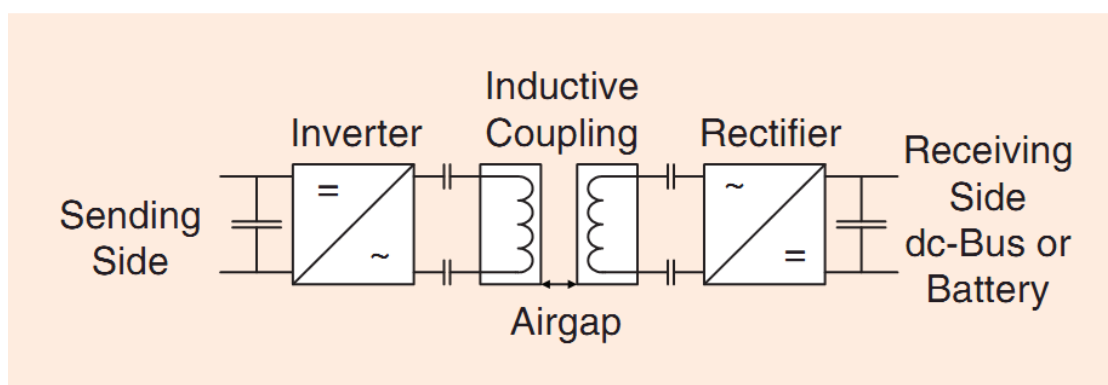 Inductive
Coupling
Inverter
Rectifier
Sending
Side
=
~
~
=
Receiving
Side
dc-Bus or
Battery
Airgap